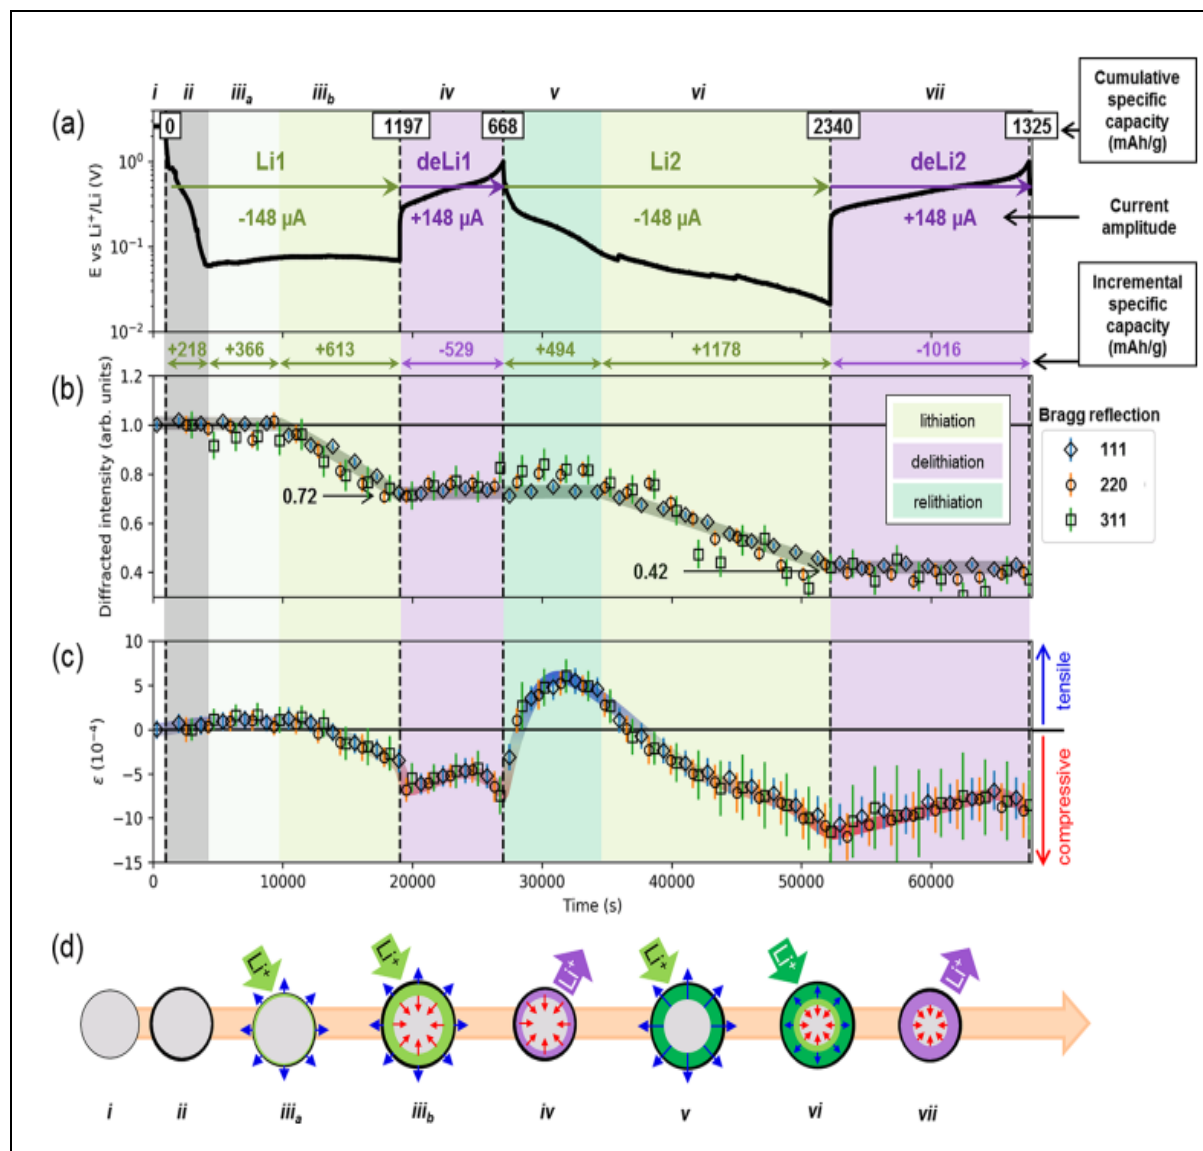 i ii iiia iiib iv v vi vii
Cumulative
specific
capacity
(mAh/g)
(a)
0 1197 668 2340 1325
Li1 deLi1 Li2 deLi2
-148 µA +148 µA -148 µA +148 µA
Current
amplitude
E vs Li+/Li (V)
10^0
10^-1
10^-2
Incremental
specific
capacity
(mAh/g)
+218 +366 +613 -529 +494 +1178 -1016
(b)
Diffracted intensity (arb. units)
1.2
1.0
0.8
0.6
0.4
0.72
0.42
lithiation
delithiation
relithiation
Bragg reflection
111
220
311
(c)
ε (10^-4)
10
5
0
−5
−10
−15
tensile
compressive
0 10000 20000 30000 40000 50000 60000
Time (s)
(d)
Li+ Li+ Li+ Li+ Li+ Li+
i ii iiia iiib iv v vi vii